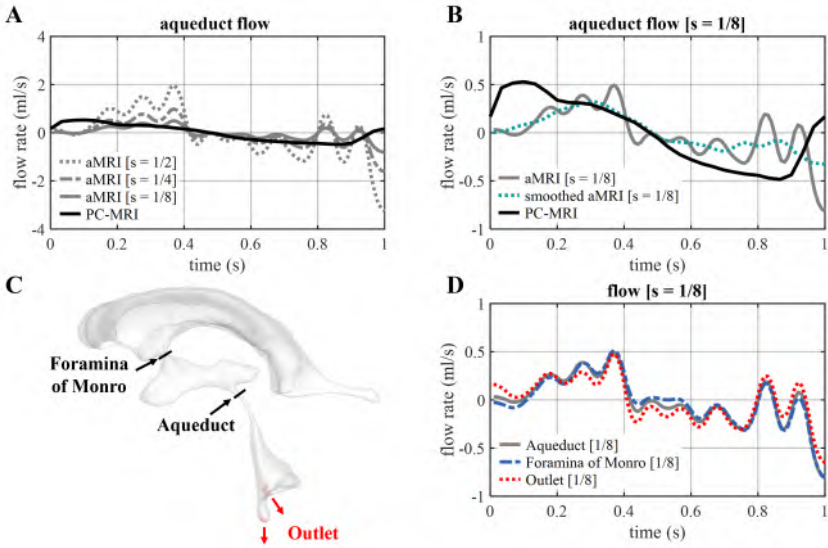 A
aqueduct flow
flow rate (ml/s)
4
2
0
-2
-4
aMRI [s = 1/2]
aMRI [s = 1/4]
aMRI [s = 1/8]
PC-MRI
0 0.2 0.4 0.6 0.8 1
time (s)
B
aqueduct flow [s = 1/8]
flow rate (ml/s)
1
0.5
0
-0.5
-1
aMRI [s = 1/8]
smoothed aMRI [s = 1/8]
PC-MRI
0 0.2 0.4 0.6 0.8 1
time (s)
C
Foramina
of Monro
Aqueduct
Outlet
D
flow [s = 1/8]
flow rate (ml/s)
1
0.5
0
-0.5
-1
Aqueduct [1/8]
Foramina of Monro [1/8]
Outlet [1/8]
0 0.2 0.4 0.6 0.8 1
time (s)